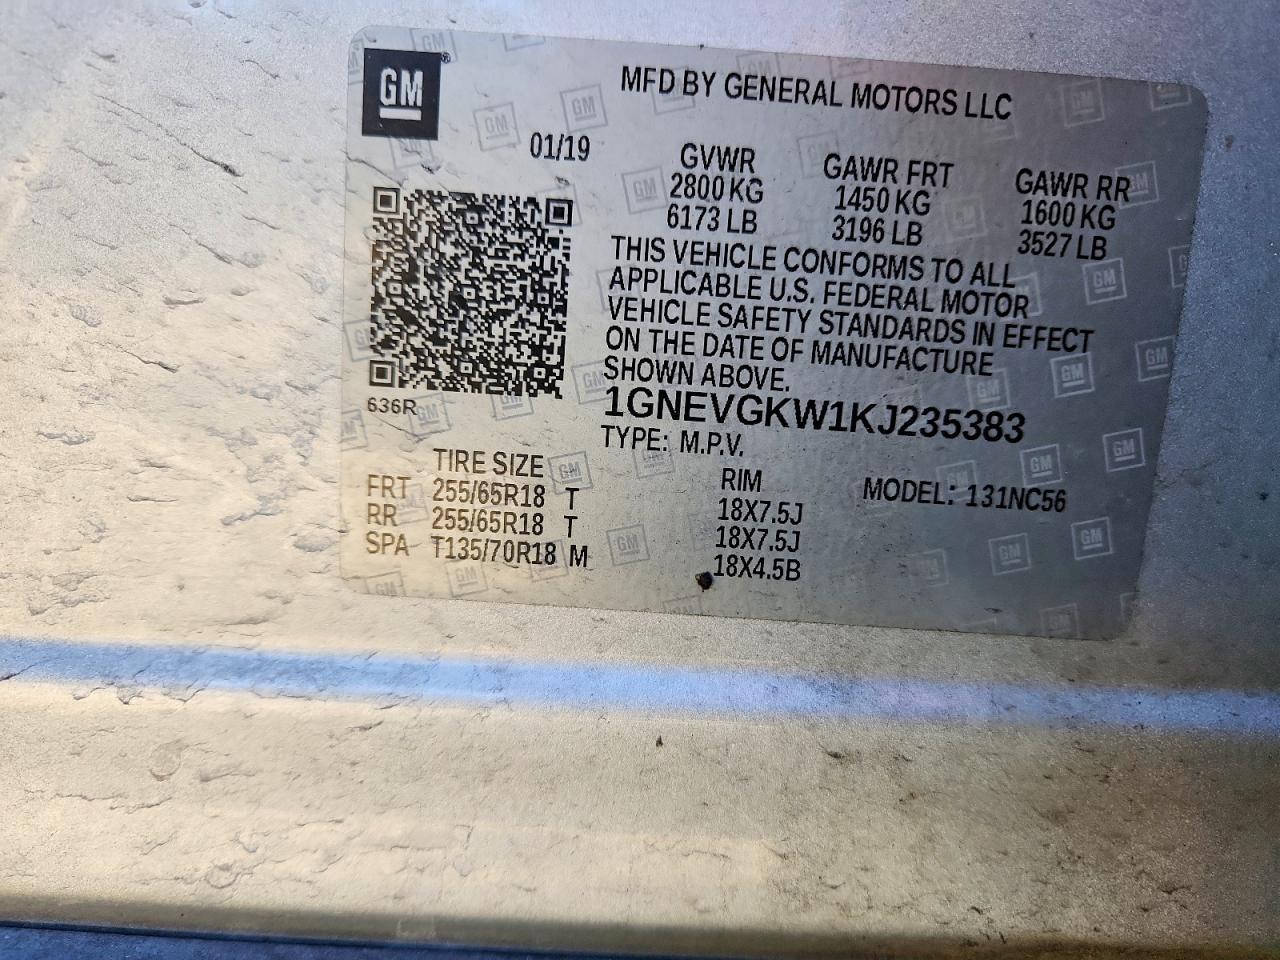 GM
MFD BY GENERAL MOTORS LLC
01/19
GVWR GAWR FRT GAWR RR
2800 KG 1450 KG 1600 KG
6173 LB 3196 LB 3527 LB
THIS VEHICLE CONFORMS TO ALL
APPLICABLE U.S. FEDERAL MOTOR
VEHICLE SAFETY STANDARDS IN EFFECT
ON THE DATE OF MANUFACTURE
SHOWN ABOVE.
636R
1GNEVGKW1KJ235383
TYPE: M.P.V.
TIRE SIZE RIM MODEL: 131NC56
FRT 255/65R18 T 18X7.5J
RR 255/65R18 T 18X7.5J
SPA T135/70R18 M 18X4.5B